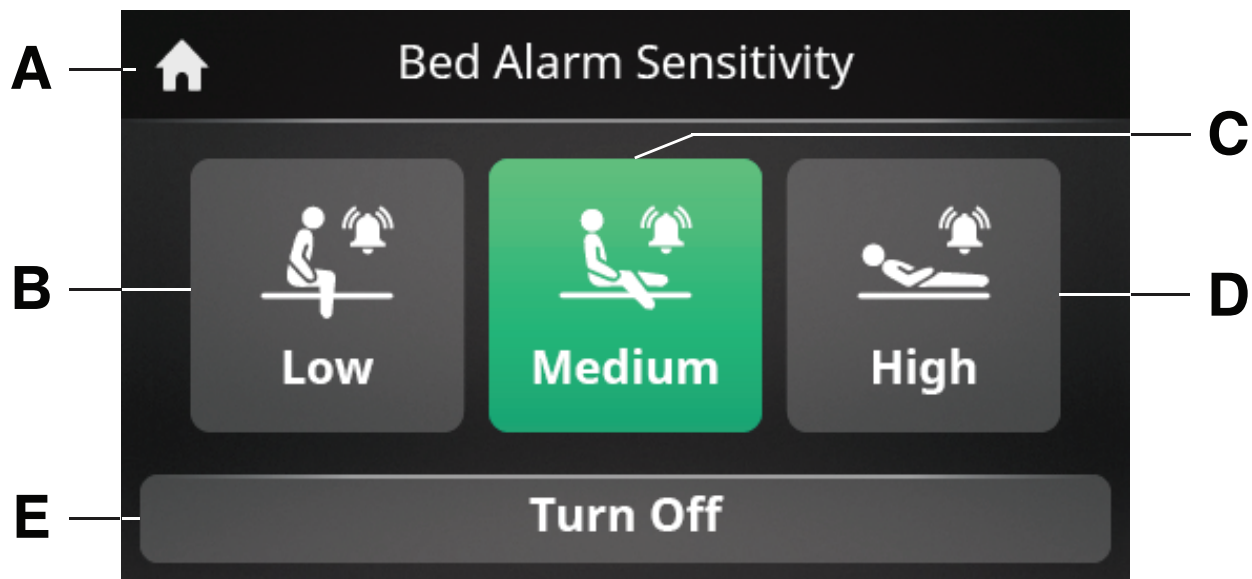 A
Bed Alarm Sensitivity
C
B
Low
Medium
High
D
E
Turn Off